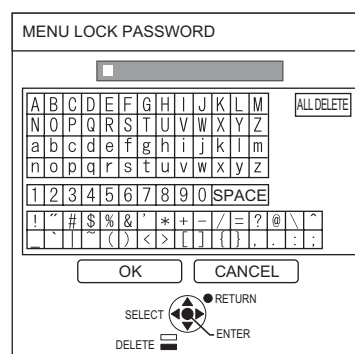 MENU LOCK PASSWORD
A B C D E F G H I J K L M ALL DELETE
N O P Q R S T U V W X Y Z
a b c d e f g h i j k l m
n o p q r s t u v w x y z
1 2 3 4 5 6 7 8 9 0 SPACE
! ˝ # $ % & ' * + − / = ? @ \ ^
_ ` | ~ ( ) < > [ ] { } , . : ;
OK CANCEL
RETURN
SELECT
ENTER
DELETE